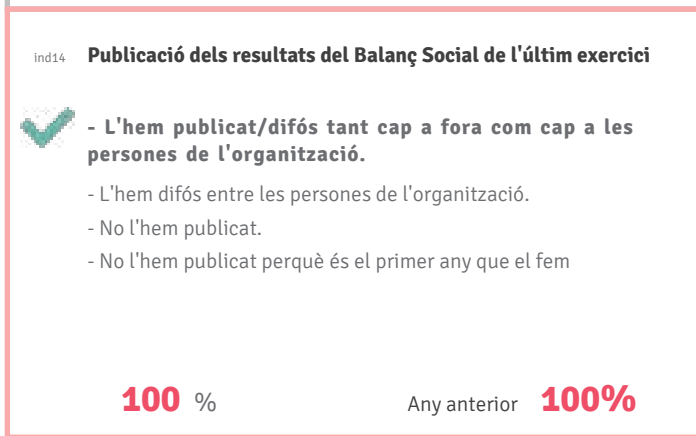 ind14 Publicació dels resultats del Balanç Social de l'últim exercici
- L'hem publicat/difós tant cap a fora com cap a les
persones de l'organització.
- L'hem difós entre les persones de l'organització.
- No l'hem publicat.
- No l'hem publicat perquè és el primer any que el fem
100 % Any anterior 100%